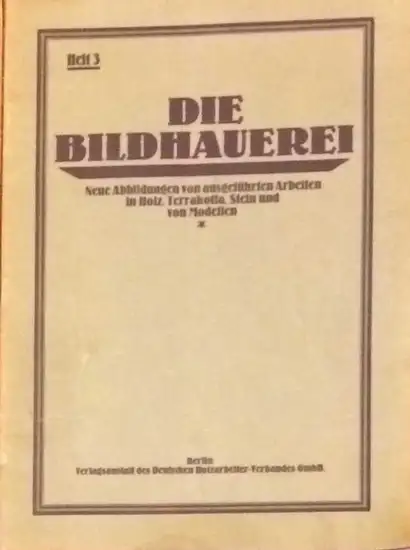 Heft 3
DIE
BILDHAUEREI
Neue Abbildungen von ausgeführten Arbeiten
in Holz, Terrakotta, Stein und
von Modellen
*
Berlin
Verlagsanstalt des Deutschen Holzarbeiter-Verbandes GmbH.